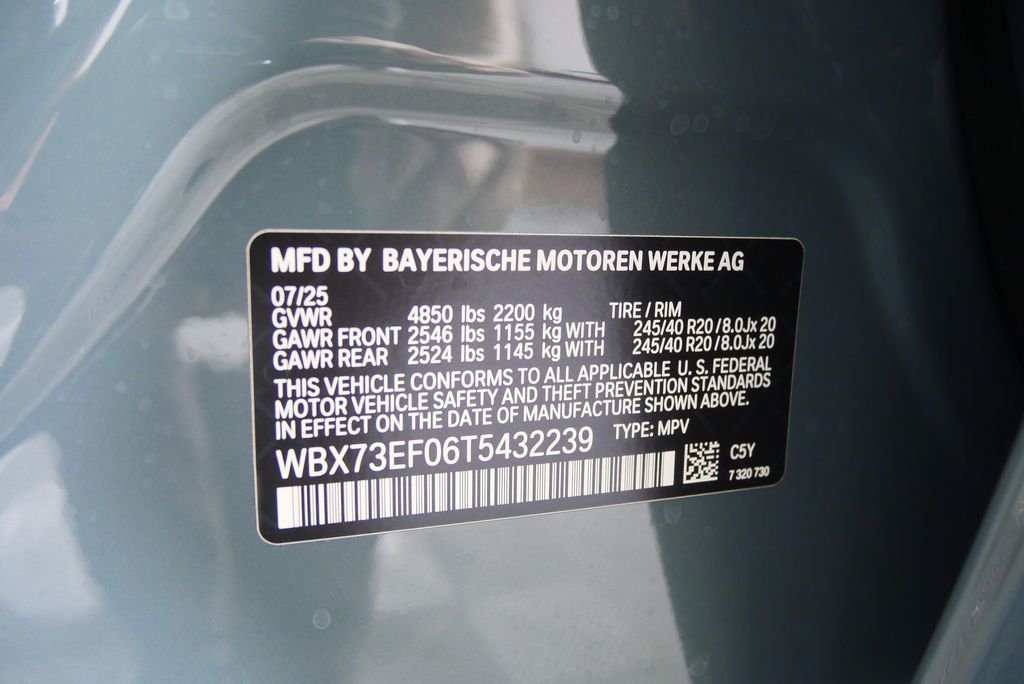 MFD BY BAYERISCHE MOTOREN WERKE AG
07/25
GVWR 4850 lbs 2200 kg TIRE / RIM
GAWR FRONT 2546 lbs 1155 kg WITH 245/40 R20 /8.0Jx 20
GAWR REAR 2524 lbs 1145 kg WITH 245/40 R20 /8.0Jx 20
THIS VEHICLE CONFORMS TO ALL APPLICABLE U. S. FEDERAL
MOTOR VEHICLE SAFETY AND THEFT PREVENTION STANDARDS
IN EFFECT ON THE DATE OF MANUFACTURE SHOWN ABOVE.
WBX73EF06T5432239 TYPE: MPV
C5Y
7 320 730